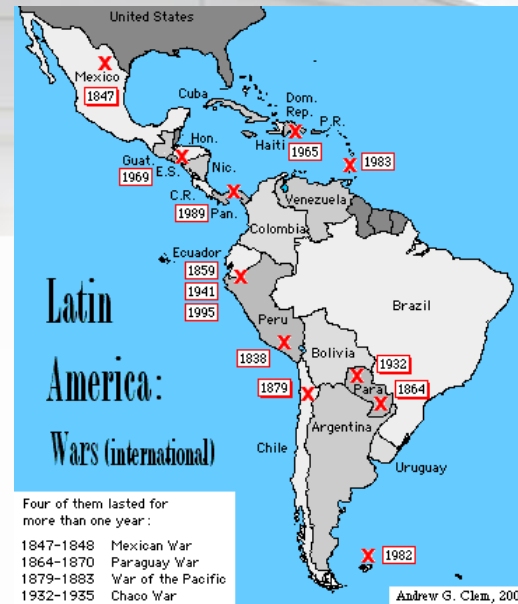 United States
Mexico
1847
Cuba
Dom.
Rep.
P.R.
Haiti
1965
1983
Hon.
Guat.
E.S.
Nic.
1969
C.R.
1989
Pan.
Venezuela
Colombia
Ecuador
1859
1941
1995
Peru
Brazil
1838
Bolivia
1932
1879
Para.
1864
Argentina
Chile
Uruguay
1982
Latin
America:
Wars (international)
Four of them lasted for
more than one year:
1847-1848 Mexican War
1864-1870 Paraguay War
1879-1883 War of the Pacific
1932-1935 Chaco War
Andrew G. Clem,